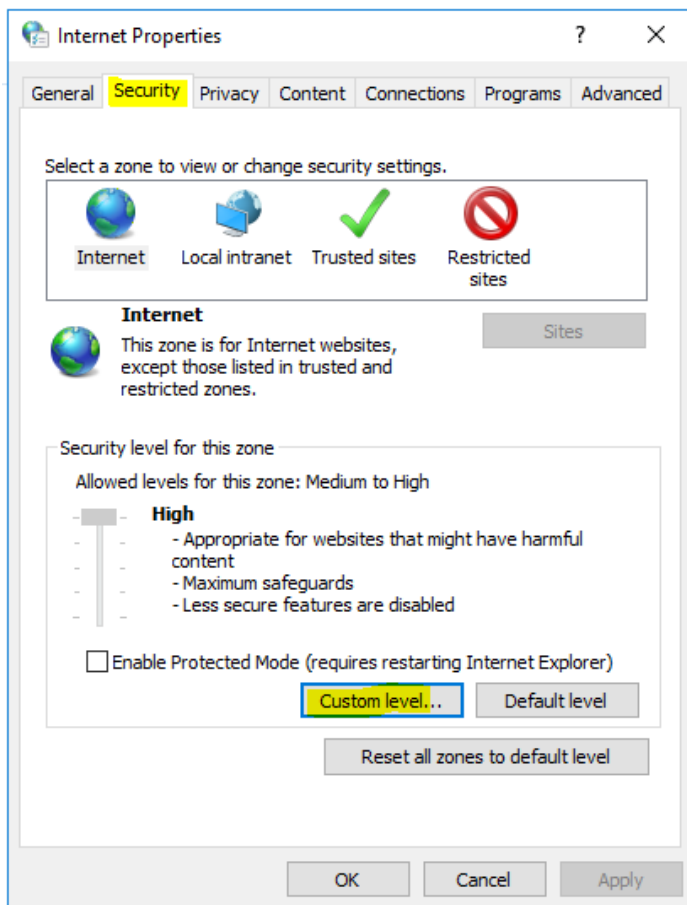 Internet Properties
?
General Security Privacy Content Connections Programs Advanced
Select a zone to view or change security settings.
Internet Local intranet Trusted sites Restricted
sites
Internet
Sites
This zone is for Internet websites,
except those listed in trusted and
restricted zones.
Security level for this zone
Allowed levels for this zone: Medium to High
High
- Appropriate for websites that might have harmful
content
- Maximum safeguards
- Less secure features are disabled
Enable Protected Mode (requires restarting Internet Explorer)
Custom level... Default level
Reset all zones to default level
OK Cancel Apply